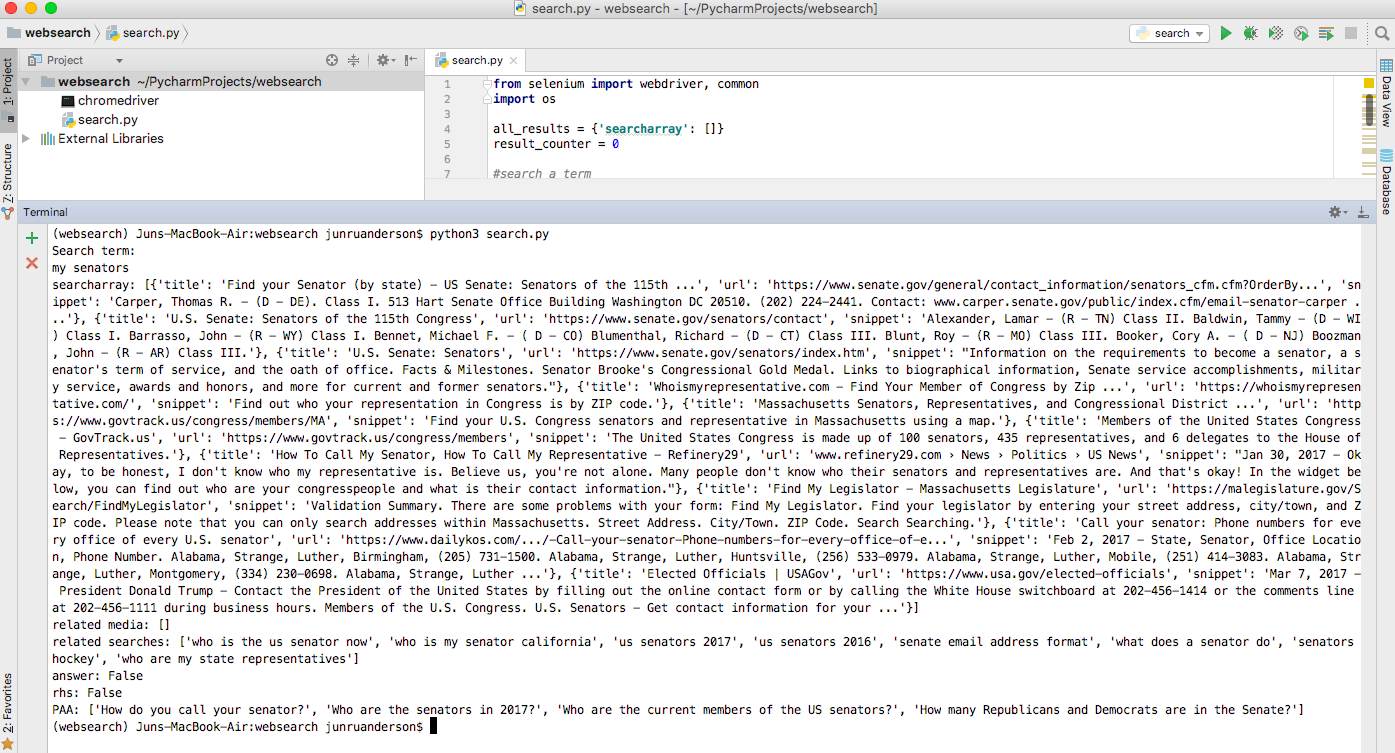 search.py - websearch - [~/PycharmProjects/websearch]
websearch search.py search
Project
search.py
websearch ~/PycharmProjects/websearch
chromedriver
search.py
External Libraries
1: Project
7: Structure
2: Favorites
Data View
Database
1 from selenium import webdriver, common
2 import os
3
4 all_results = {'searcharray': []}
5 result_counter = 0
6
7 #search a term
Terminal
(websearch) Juns-MacBook-Air:websearch junruanderson$ python3 search.py
Search term:
my senators
searcharray: [{'title': 'Find your Senator (by state) - US Senate: Senators of the 115th ...', 'url': 'https://www.senate.gov/general/contact_information/senators_cfm.cfm?OrderBy...', 'sn
ippet': 'Carper, Thomas R. - (D - DE). Class I. 513 Hart Senate Office Building Washington DC 20510. (202) 224-2441. Contact: www.carper.senate.gov/public/index.cfm/email-senator-carper .
..'}, {'title': 'U.S. Senate: Senators of the 115th Congress', 'url': 'https://www.senate.gov/senators/contact', 'snippet': 'Alexander, Lamar - (R - TN) Class II. Baldwin, Tammy - (D - WI
) Class I. Barrasso, John - (R - WY) Class I. Bennet, Michael F. - ( D - CO) Blumenthal, Richard - (D - CT) Class III. Blunt, Roy - (R - MO) Class III. Booker, Cory A. - ( D - NJ) Boozman
, John - (R - AR) Class III.'}, {'title': 'U.S. Senate: Senators', 'url': 'https://www.senate.gov/senators/index.htm', 'snippet': "Information on the requirements to become a senator, a s
enator's term of service, and the oath of office. Facts & Milestones. Senator Brooke's Congressional Gold Medal. Links to biographical information, Senate service accomplishments, militar
y service, awards and honors, and more for current and former senators."}, {'title': 'Whoismyrepresentative.com - Find Your Member of Congress by Zip ...', 'url': 'https://whoismyrepresen
tative.com/', 'snippet': 'Find out who your representation in Congress is by ZIP code.'}, {'title': 'Massachusetts Senators, Representatives, and Congressional District ...', 'url': 'http
s://www.govtrack.us/congress/members/MA', 'snippet': 'Find your U.S. Congress senators and representative in Massachusetts using a map.'}, {'title': 'Members of the United States Congress
- GovTrack.us', 'url': 'https://www.govtrack.us/congress/members', 'snippet': 'The United States Congress is made up of 100 senators, 435 representatives, and 6 delegates to the House of
Representatives.'}, {'title': 'How To Call My Senator, How To Call My Representative - Refinery29', 'url': 'www.refinery29.com › News › Politics › US News', 'snippet': "Jan 30, 2017 - Ok
ay, to be honest, I don't know who my representative is. Believe us, you're not alone. Many people don't know who their senators and representatives are. And that's okay! In the widget be
low, you can find out who are your congresspeople and what is their contact information."}, {'title': 'Find My Legislator - Massachusetts Legislature', 'url': 'https://malegislature.gov/S
earch/FindMyLegislator', 'snippet': 'Validation Summary. There are some problems with your form: Find My Legislator. Find your legislator by entering your street address, city/town, and Z
IP code. Please note that you can only search addresses within Massachusetts. Street Address. City/Town. ZIP Code. Search Searching.'}, {'title': 'Call your senator: Phone numbers for eve
ry office of every U.S. senator', 'url': 'https://www.dailykos.com/.../-Call-your-senator-Phone-numbers-for-every-office-of-e...', 'snippet': 'Feb 2, 2017 - State, Senator, Office Locatio
n, Phone Number. Alabama, Strange, Luther, Birmingham, (205) 731-1500. Alabama, Strange, Luther, Huntsville, (256) 533-0979. Alabama, Strange, Luther, Mobile, (251) 414-3083. Alabama, Str
ange, Luther, Montgomery, (334) 230-0698. Alabama, Strange, Luther ...'}, {'title': 'Elected Officials | USAGov', 'url': 'https://www.usa.gov/elected-officials', 'snippet': 'Mar 7, 2017 -
President Donald Trump - Contact the President of the United States by filling out the online contact form or by calling the White House switchboard at 202-456-1414 or the comments line
at 202-456-1111 during business hours. Members of the U.S. Congress. U.S. Senators - Get contact information for your ...'}]
related media: []
related searches: ['who is the us senator now', 'who is my senator california', 'us senators 2017', 'us senators 2016', 'senate email address format', 'what does a senator do', 'senators
hockey', 'who are my state representatives']
answer: False
rhs: False
PAA: ['How do you call your senator?', 'Who are the senators in 2017?', 'Who are the current members of the US senators?', 'How many Republicans and Democrats are in the Senate?']
(websearch) Juns-MacBook-Air:websearch junruanderson$